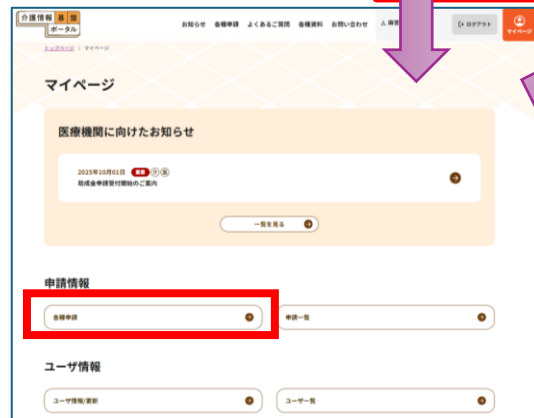 介護情報基盤
ポータル
お知らせ 各種申請 よくあるご質問 各種資料 お問い合わせ
ログアウト
マイページ
トップページ › マイページ
マイページ
医療機関に向けたお知らせ
2025年10月01日 重要 介 医
助成金申請受付開始のご案内
一覧を見る
申請情報
各種申請
申請一覧
ユーザ情報
ユーザ情報/更新
ユーザー覧